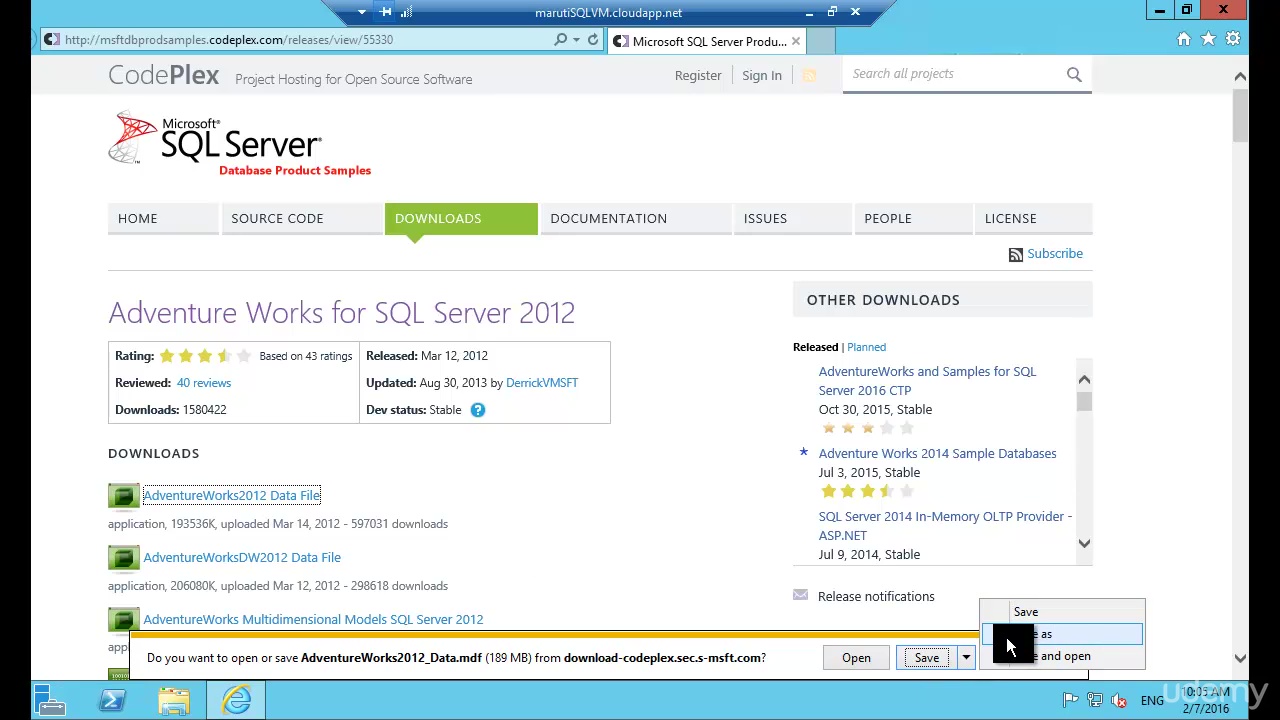 marutiSQLVM.cloudapp.net
http://msftdbprodsamples.codeplex.com/releases/view/55330
Microsoft SQL Server Produ...
CodePlex Project Hosting for Open Source Software
Register Sign In
Search all projects
Microsoft®
SQL Server®
Database Product Samples
HOME SOURCE CODE DOWNLOADS DOCUMENTATION ISSUES PEOPLE LICENSE
Subscribe
Adventure Works for SQL Server 2012
Rating: Based on 43 ratings
Reviewed: 40 reviews
Downloads: 1580422
Released: Mar 12, 2012
Updated: Aug 30, 2013 by DerrickVMSFT
Dev status: Stable ?
DOWNLOADS
AdventureWorks2012 Data File
application, 193536K, uploaded Mar 14, 2012 - 597031 downloads
AdventureWorksDW2012 Data File
application, 206080K, uploaded Mar 12, 2012 - 298618 downloads
AdventureWorks Multidimensional Models SQL Server 2012
OTHER DOWNLOADS
Released | Planned
AdventureWorks and Samples for SQL
Server 2016 CTP
Oct 30, 2015, Stable
* Adventure Works 2014 Sample Databases
Jul 3, 2015, Stable
SQL Server 2014 In-Memory OLTP Provider -
ASP.NET
Jul 9, 2014, Stable
Release notifications
Save
as
and open
Do you want to open or save AdventureWorks2012_Data.mdf (189 MB) from download-codeplex.sec.s-msft.com?
Open Save
ENG
10:05 AM
2/7/2016
udemy